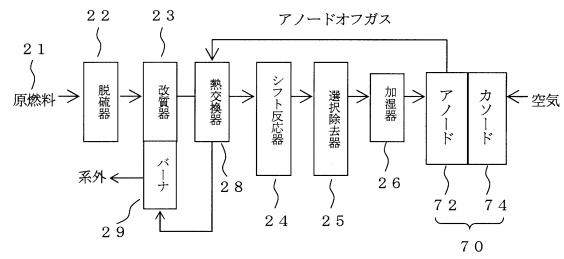 アノードオフガス
２１
２２
２３
原燃料
脱硫器
改質器
熱交換器
シフト反応器
選択除去器
加湿器
アノード
カソード
空気
バーナ
系外
２９
２８
２４
２５
２６
７２
７４
７０